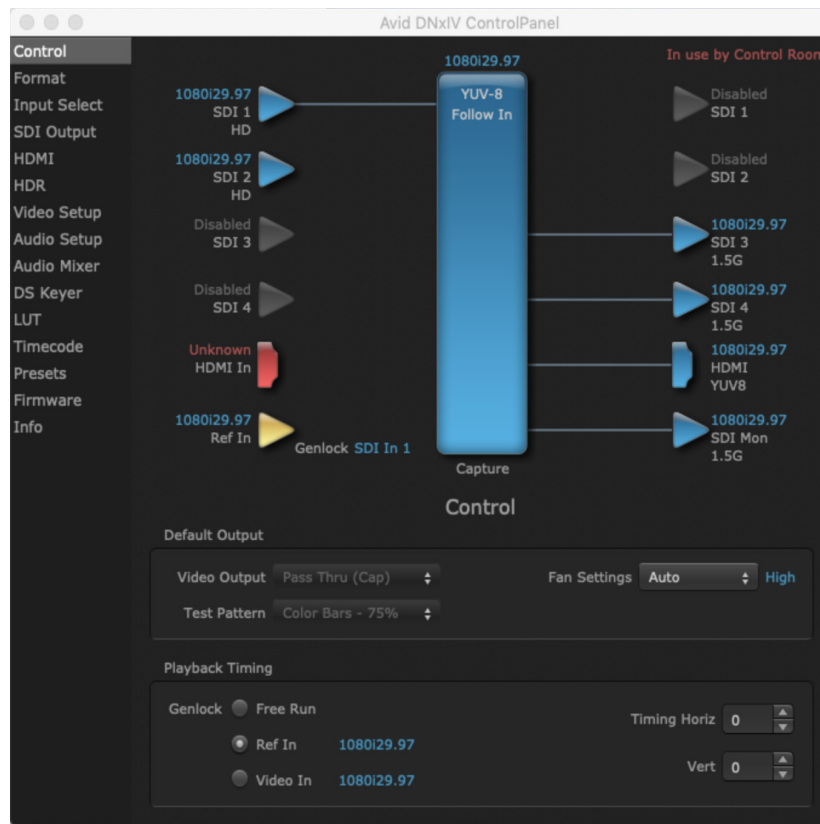 Avid DNxIV ControlPanel
Control
Format
Input Select
SDI Output
HDMI
HDR
Video Setup
Audio Setup
Audio Mixer
DS Keyer
LUT
Timecode
Presets
Firmware
Info
1080i29.97
In use by Control Room
YUV-8
Follow In
1080i29.97
SDI 1
HD
1080i29.97
SDI 2
HD
Disabled
SDI 3
Disabled
SDI 4
Unknown
HDMI In
1080i29.97
Ref In
Genlock SDI In 1
Capture
Disabled
SDI 1
Disabled
SDI 2
1080i29.97
SDI 3
1.5G
1080i29.97
SDI 4
1.5G
1080i29.97
HDMI
YUV8
1080i29.97
SDI Mon
1.5G
Control
Default Output
Video Output Pass Thru (Cap)
Fan Settings Auto High
Test Pattern Color Bars - 75%
Playback Timing
Genlock Free Run
Timing Horiz 0
Ref In 1080i29.97
Vert 0
Video In 1080i29.97